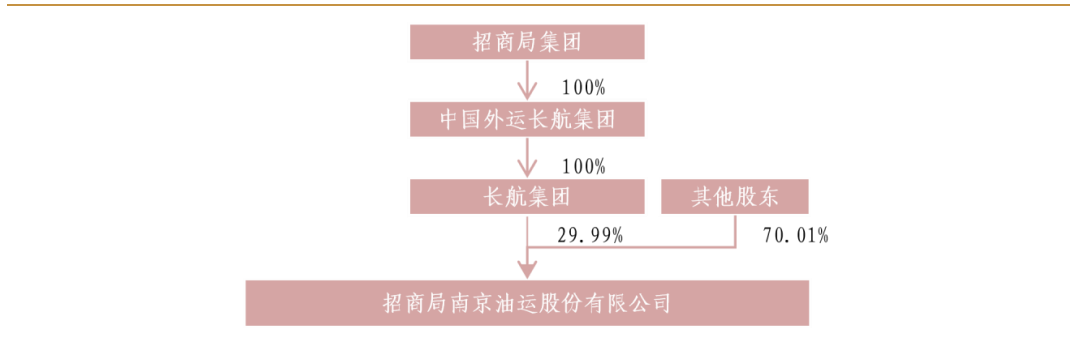 招商局集团
100%
中国外运长航集团
100%
长航集团
其他股东
29.99%
70.01%
招商局南京油运股份有限公司